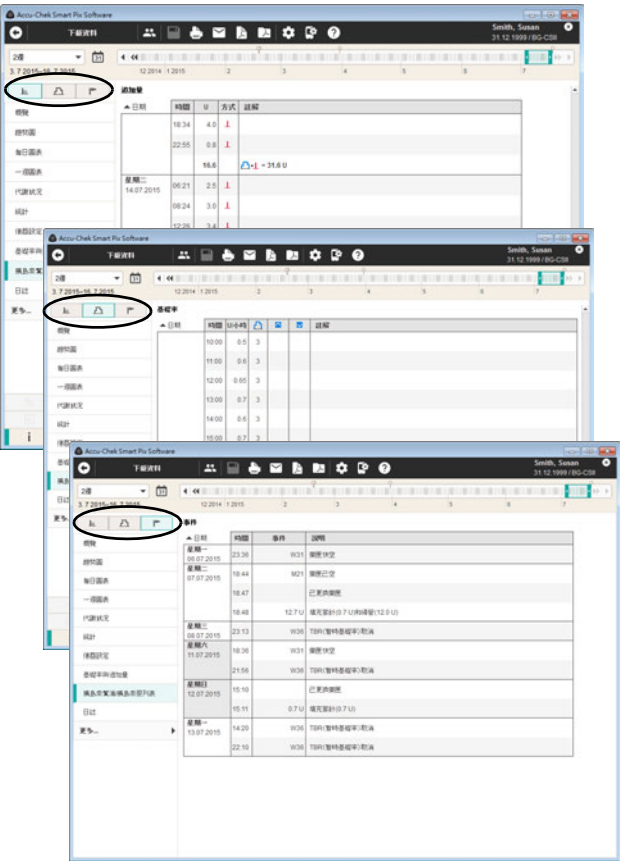 Accu-Chek Smart Pix Software
下載資料
Smith, Susan
31.12.1999 / BG-CSII
2週
3. 7 2015–16. 7 2015
12 2014 1 2015 2 3 4 5 6 7
追加量
日期 時間 U 方式 註解
18:34 4.0
22:55 0.8
16.6 = 31.6 U
星期二
14.07.2015
06:21 2.5
08:24 3.0
12:26 3.4
概覽
趨勢圖
每日圖表
一週圖表
代謝狀況
統計
儀器設定
日誌
更多...
Accu-Chek Smart Pix Software
下載資料
Smith, Susan
31.12.1999 / BG-CSII
2週
3. 7 2015–16. 7 2015
12 2014 1 2015 2 3 4 5 6 7
基礎率
日期 時間 U/小時 註解
10:00 0.5 3
11:00 0.6 3
12:00 0.65 3
13:00 0.7 3
14:00 0.6 3
15:00 0.7 3
概覽
趨勢圖
每日圖表
一週圖表
代謝狀況
統計
Accu-Chek Smart Pix Software
下載資料
Smith, Susan
31.12.1999 / BG-CSII
2週
3. 7 2015–16. 7 2015
12 2014 1 2015 2 3 4 5 6 7
事件
日期 時間 事件 說明
星期一
06.07.2015 23:36 W31 藥匣快空
星期二
07.07.2015 18:44 M21 藥匣已空
18:47 已更換藥匣
18:48 12.7 U 填充套針(0.7 U)和導管(12.0 U)
星期三
08.07.2015 23:13 W36 TBR(暫時基礎率)取消
星期六
11.07.2015 18:36 W31 藥匣快空
21:56 W36 TBR(暫時基礎率)取消
星期日
12.07.2015 15:10 已更換藥匣
15:11 0.7 U 填充套針(0.7 U)
星期一
13.07.2015 14:20 W36 TBR(暫時基礎率)取消
22:19 W36 TBR(暫時基礎率)取消
概覽
趨勢圖
每日圖表
一週圖表
代謝狀況
統計
儀器設定
基礎率與追加量
胰島素幫浦/胰島素幫列表
日誌
更多...